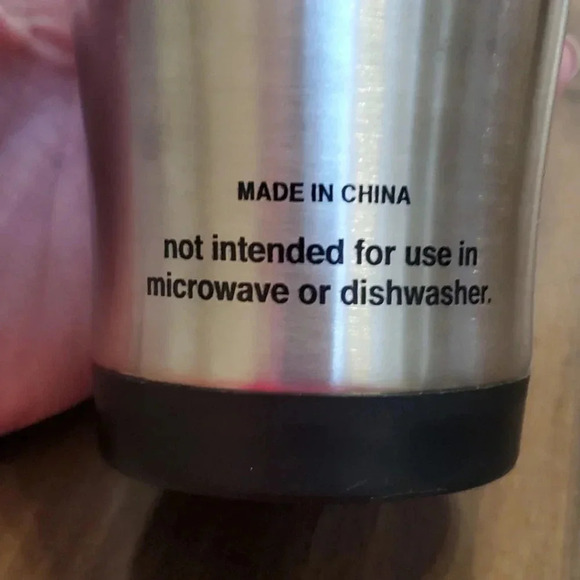 MADE IN CHINA
not intended for use in
microwave or dishwasher.